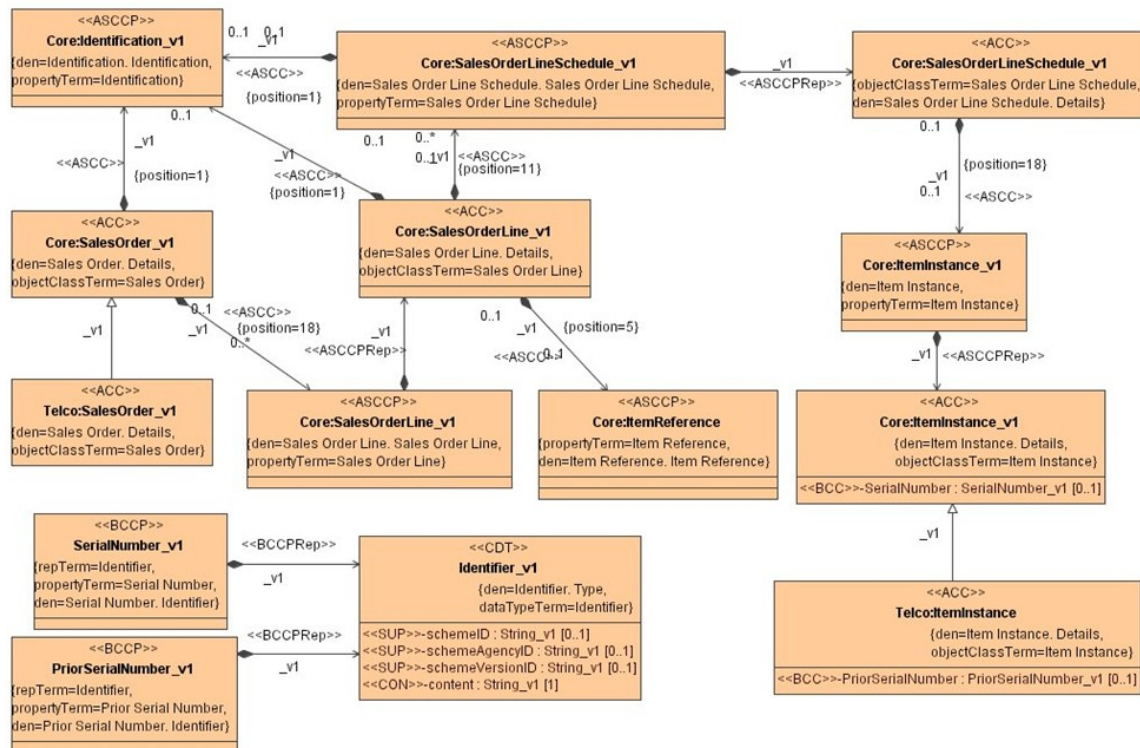 <<ASCCP>>
Core:Identification_v1
{den=Identification. Identification,
propertyTerm=Identification}
0..1 0..1
_v1
<<ASCC>>
{position=1}
<<ASCCP>>
Core:SalesOrderLineSchedule_v1
{den=Sales Order Line Schedule. Sales Order Line Schedule,
propertyTerm=Sales Order Line Schedule}
_v1
<<ASCCPRep>>
<<ACC>>
Core:SalesOrderLineSchedule_v1
{objectClassTerm=Sales Order Line Schedule,
den=Sales Order Line Schedule. Details}
0..1
_v1
<<ASCC>>
{position=1}
0..1
_v1
<<ASCC>>
{position=1}
0..1
0..*
0..1
_v1
<<ASCC>>
{position=11}
0..1
{position=18}
_v1
0..1
<<ASCC>>
<<ACC>>
Core:SalesOrder_v1
{den=Sales Order. Details,
objectClassTerm=Sales Order}
<<ACC>>
Core:SalesOrderLine_v1
{den=Sales Order Line. Details,
objectClassTerm=Sales Order Line}
<<ASCCP>>
Core:ItemInstance_v1
{den=Item Instance,
propertyTerm=Item Instance}
_v1
0..1
<<ASCC>>
{position=18}
_v1
0..*
_v1
<<ASCCPRep>>
0..1
{position=5}
_v1
<<ASCC>>
0..1
_v1
<<ASCCPRep>>
<<ACC>>
Telco:SalesOrder_v1
{den=Sales Order. Details,
objectClassTerm=Sales Order}
<<ASCCP>>
Core:SalesOrderLine_v1
{den=Sales Order Line. Sales Order Line,
propertyTerm=Sales Order Line}
<<ASCCP>>
Core:ItemReference
{propertyTerm=Item Reference,
den=Item Reference. Item Reference}
<<ACC>>
Core:ItemInstance_v1
{den=Item Instance. Details,
objectClassTerm=Item Instance}
<<BCC>>-SerialNumber : SerialNumber_v1 [0..1]
_v1
<<BCCP>>
SerialNumber_v1
{repTerm=Identifier,
propertyTerm=Serial Number,
den=Serial Number. Identifier}
<<BCCPRep>>
_v1
<<CDT>>
Identifier_v1
{den=Identifier. Type,
dataTypeTerm=Identifier}
<<SUP>>-schemeID : String_v1 [0..1]
<<SUP>>-schemeAgencyID : String_v1 [0..1]
<<SUP>>-schemeVersionID : String_v1 [0..1]
<<CON>>-content : String_v1 [1]
<<BCCP>>
PriorSerialNumber_v1
{repTerm=Identifier,
propertyTerm=Prior Serial Number,
den=Prior Serial Number. Identifier}
<<BCCPRep>>
_v1
<<ACC>>
Telco:ItemInstance
{den=Item Instance. Details,
objectClassTerm=Item Instance}
<<BCC>>-PriorSerialNumber : PriorSerialNumber_v1 [0..1]